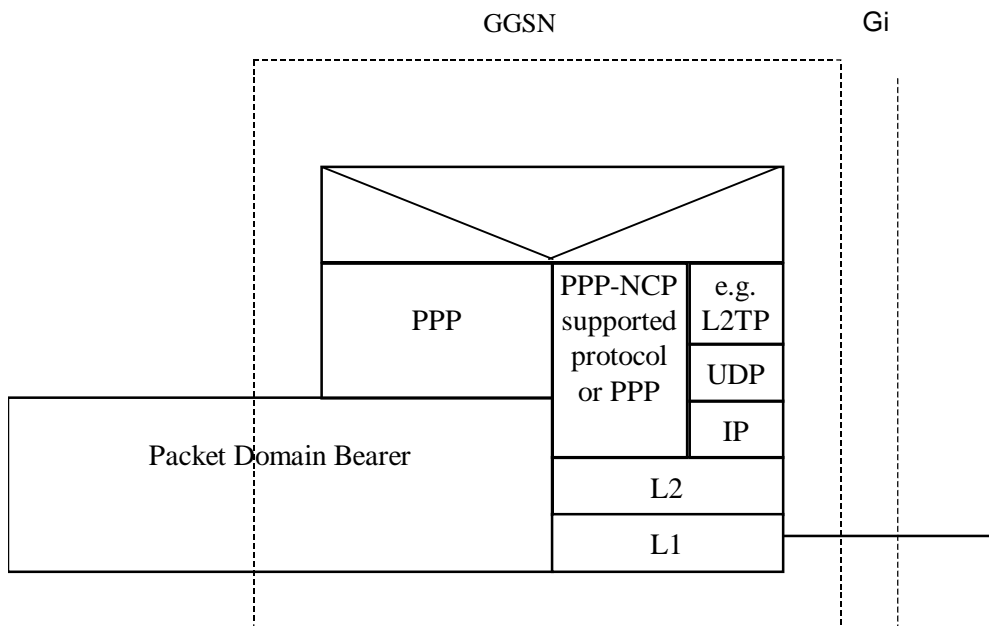 GGSN
Gi
PPP
PPP-NCP
supported
protocol
or PPP
e.g.
L2TP
UDP
IP
Packet Domain Bearer
L2
L1